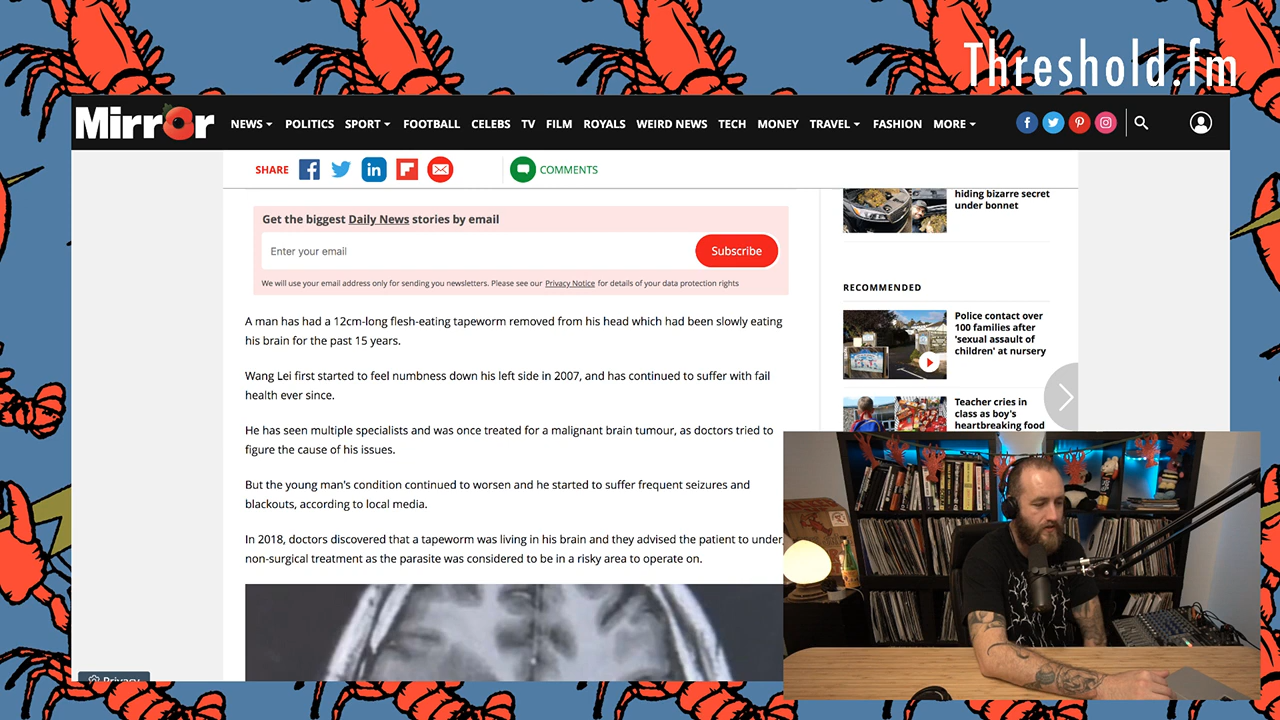 Threshold.fm
Mirror
NEWS POLITICS SPORT FOOTBALL CELEBS TV FILM ROYALS WEIRD NEWS TECH MONEY TRAVEL FASHION MORE
SHARE
COMMENTS
Get the biggest Daily News stories by email
Enter your email
Subscribe
We will use your email address only for sending you newsletters. Please see our Privacy Notice for details of your data protection rights
A man has had a 12cm-long flesh-eating tapeworm removed from his head which had been slowly eating
his brain for the past 15 years.
Wang Lei first started to feel numbness down his left side in 2007, and has continued to suffer with fail
health ever since.
He has seen multiple specialists and was once treated for a malignant brain tumour, as doctors tried to
figure the cause of his issues.
But the young man's condition continued to worsen and he started to suffer frequent seizures and
blackouts, according to local media.
In 2018, doctors discovered that a tapeworm was living in his brain and they advised the patient to under
non-surgical treatment as the parasite was considered to be in a risky area to operate on.
Privacy
hiding bizarre secret
under bonnet
RECOMMENDED
Police contact over
100 families after
'sexual assault of
children' at nursery
Teacher cries in
class as boy's
heartbreaking food